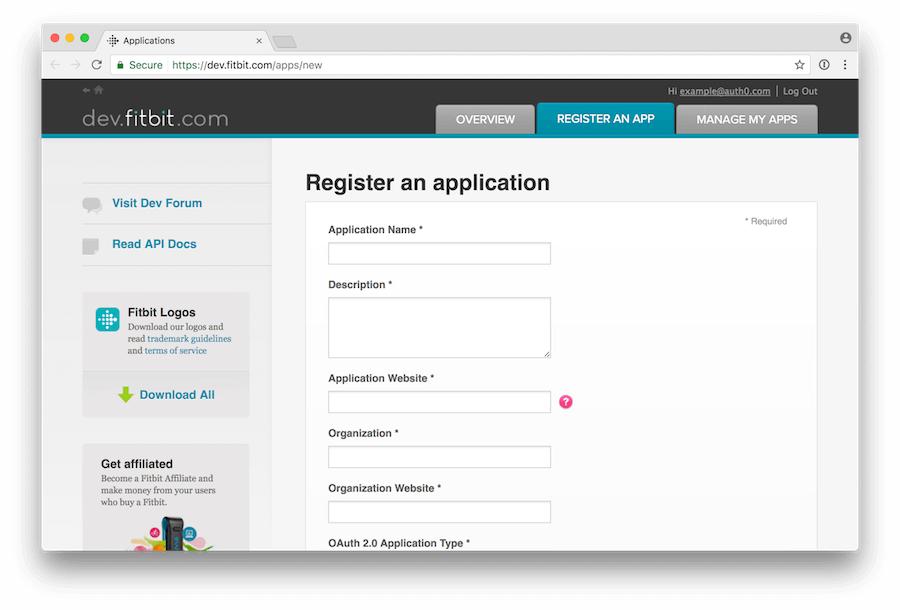 Applications
Secure https://dev.fitbit.com/apps/new
Hi example@auth0.com | Log Out
dev.fitbit.com
OVERVIEW
REGISTER AN APP
MANAGE MY APPS
Visit Dev Forum
Read API Docs
Fitbit Logos
Download our logos and
read trademark guidelines
and terms of service
Download All
Get affiliated
Become a Fitbit Affiliate and
make money from your users
who buy a Fitbit.
Register an application
* Required
Application Name *
Description *
Application Website *
?
Organization *
Organization Website *
OAuth 2.0 Application Type *